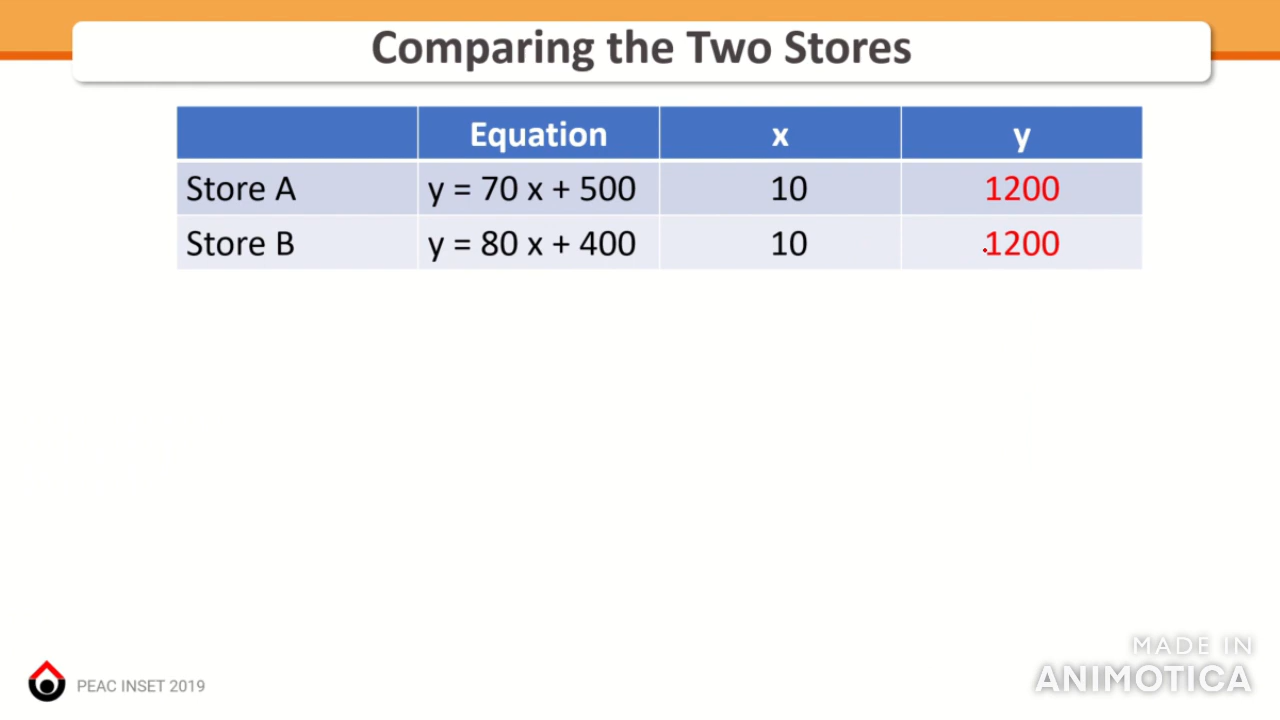 Comparing the Two Stores
Equation x y
Store A y = 70 x + 500 10 1200
Store B y = 80 x + 400 10 1200
PEAC INSET 2019
MADE IN
ANIMOTICA